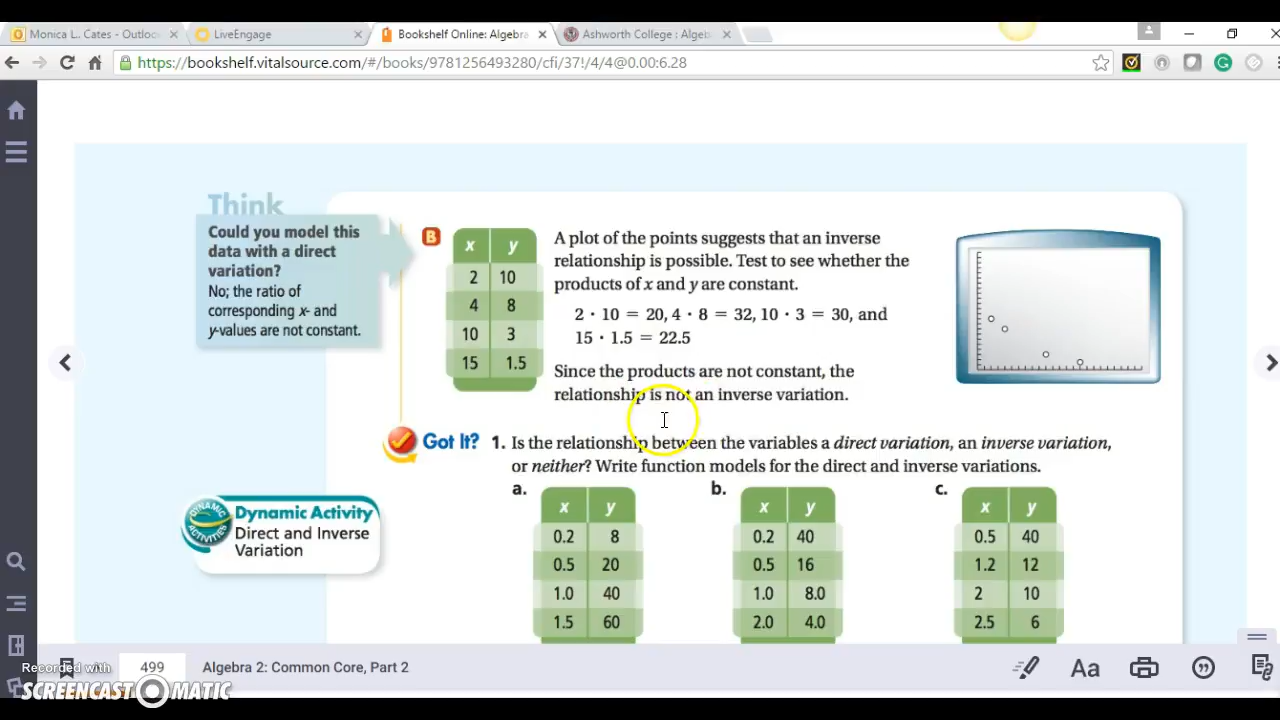 Monica L. Cates - Outloo
LiveEngage
Bookshelf Online: Algebra
Ashworth College : Algeb
https://bookshelf.vitalsource.com/#/books/9781256493280/cfi/37!/4/4@0.00:6.28
Think
Could you model this
data with a direct
variation?
No; the ratio of
corresponding x- and
y-values are not constant.
B
x y
2 10
4 8
10 3
15 1.5
A plot of the points suggests that an inverse
relationship is possible. Test to see whether the
products of x and y are constant.
2 · 10 = 20, 4 · 8 = 32, 10 · 3 = 30, and
15 · 1.5 = 22.5
Since the products are not constant, the
relationship is not an inverse variation.
Got It? 1. Is the relationship between the variables a direct variation, an inverse variation,
or neither? Write function models for the direct and inverse variations.
Dynamic Activity
Direct and Inverse
Variation
DYNAMIC
ACTIVITIES
a.
x y
0.2 8
0.5 20
1.0 40
1.5 60
b.
x y
0.2 40
0.5 16
1.0 8.0
2.0 4.0
c.
x y
0.5 40
1.2 12
2 10
2.5 6
499
Algebra 2: Common Core, Part 2
Aa
Recorded with
SCREENCAST MATIC